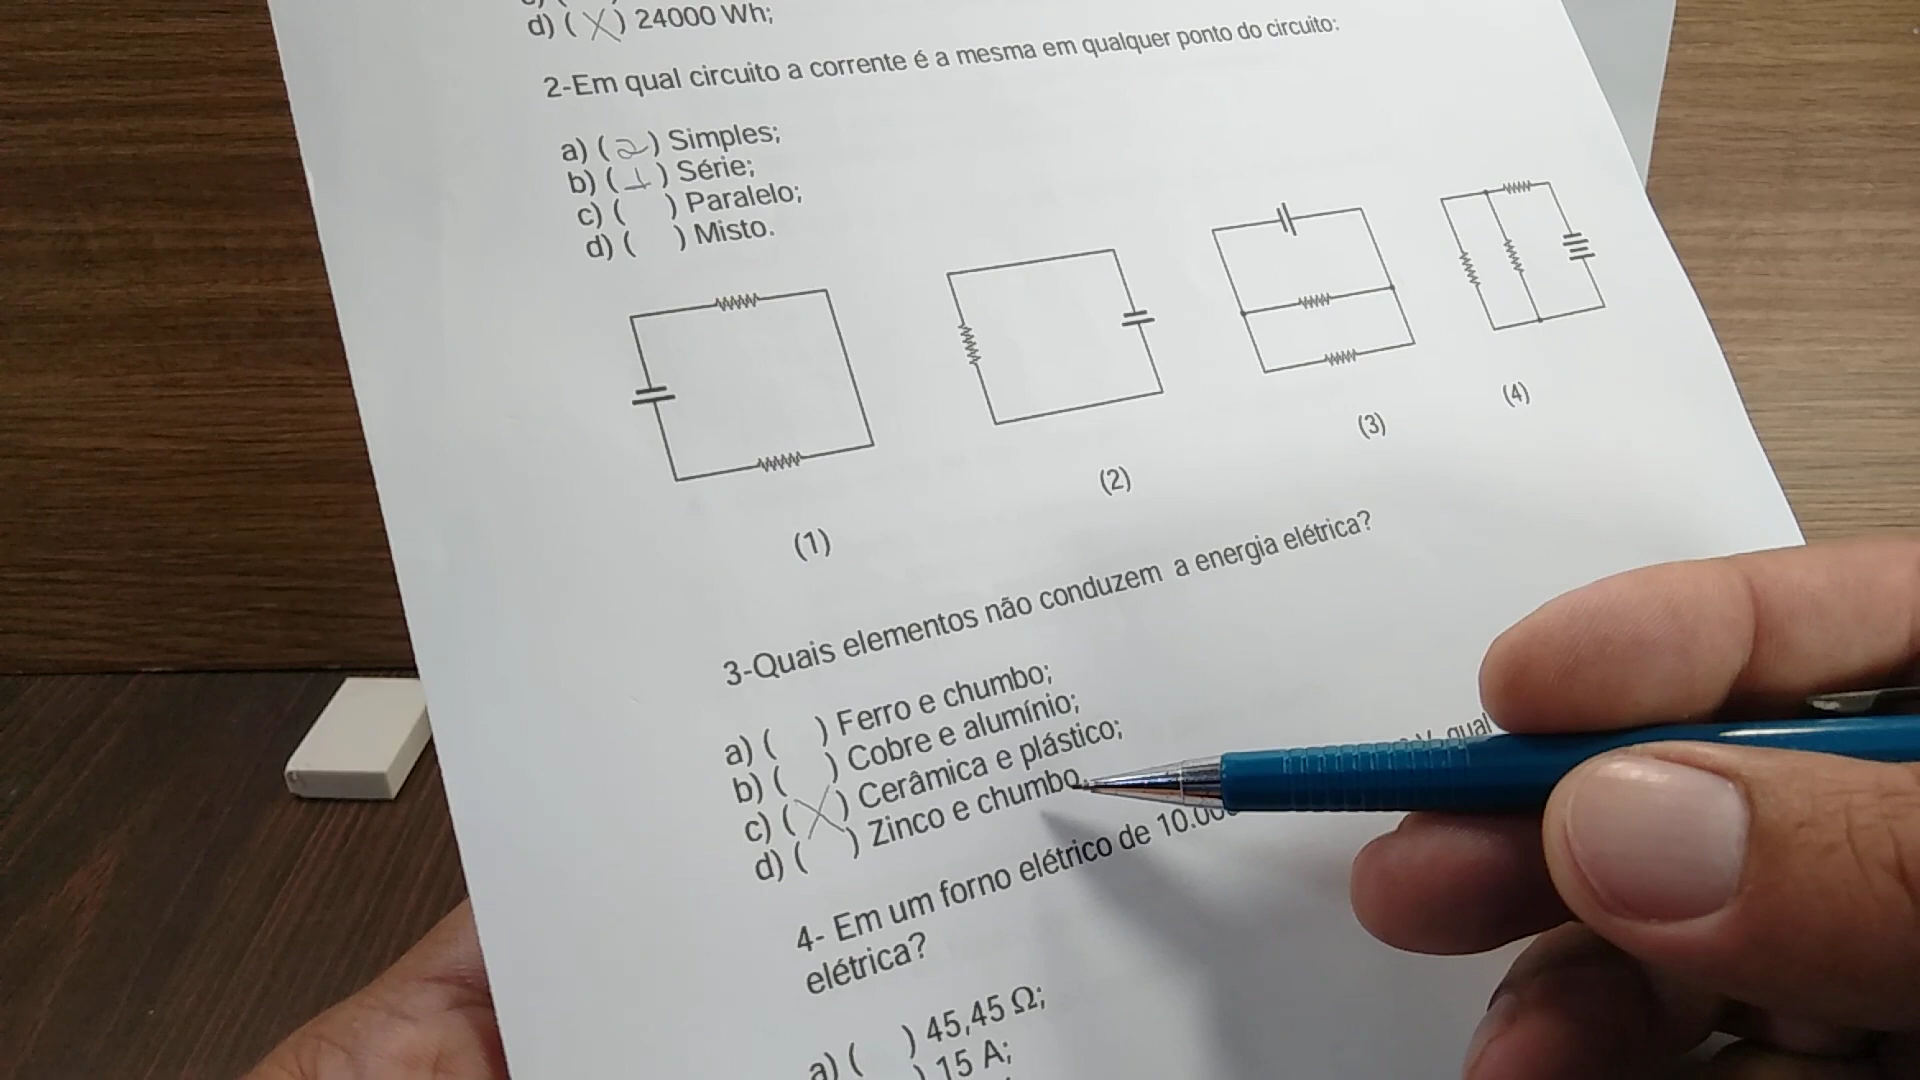 d) (X) 24000 Wh;
2-Em qual circuito a corrente é a mesma em qualquer ponto do circuito:
a) (2) Simples;
b) (1) Série;
c) ( ) Paralelo;
d) ( ) Misto.
(1)
(2)
(3)
(4)
3-Quais elementos não conduzem a energia elétrica?
a) ( ) Ferro e chumbo;
b) ( ) Cobre e alumínio;
c) (X) Cerâmica e plástico;
d) ( ) Zinco e chumbo.
4- Em um forno elétrico de qual
elétrica?
a) ( ) 45,45 Ω;
) 15 A;